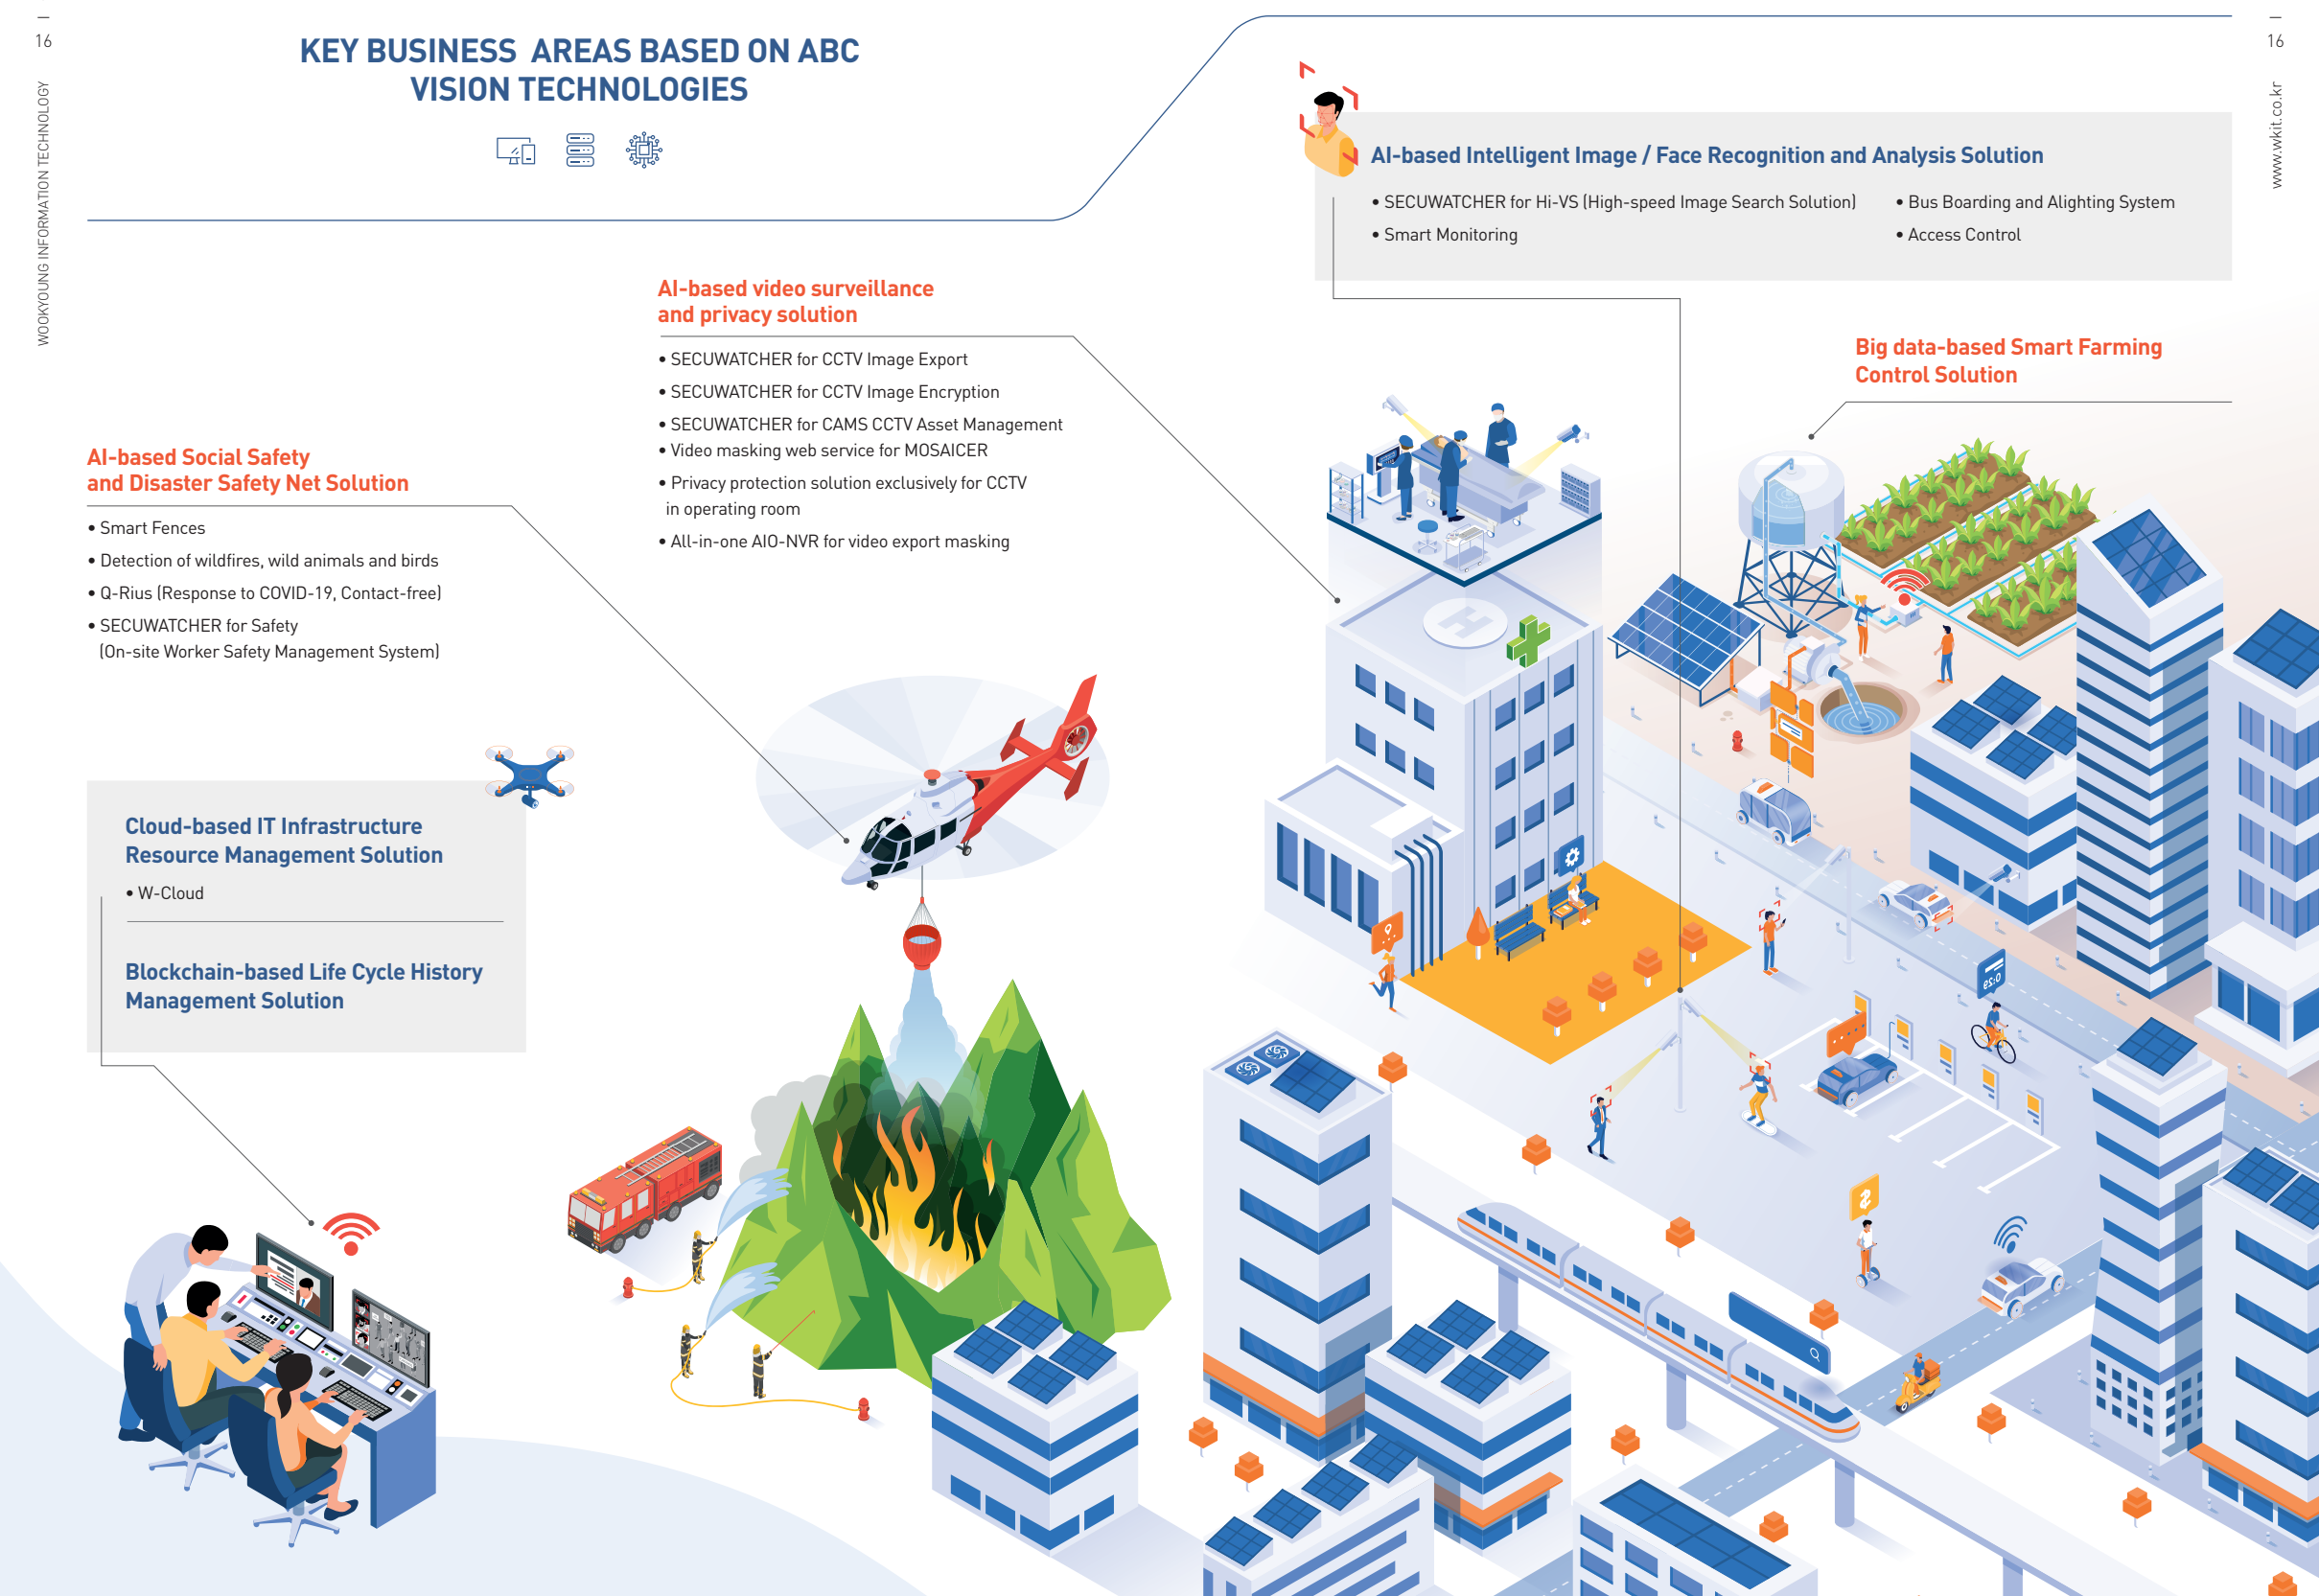 16
WOOKYOUNG INFORMATION TECHNOLOGY
KEY BUSINESS AREAS BASED ON ABC
VISION TECHNOLOGIES
16
www.wkit.co.kr
AI-based Intelligent Image / Face Recognition and Analysis Solution
• SECUWATCHER for Hi-VS (High-speed Image Search Solution)
• Smart Monitoring
• Bus Boarding and Alighting System
• Access Control
AI-based video surveillance
and privacy solution
• SECUWATCHER for CCTV Image Export
• SECUWATCHER for CCTV Image Encryption
• SECUWATCHER for CAMS CCTV Asset Management
• Video masking web service for MOSAICER
• Privacy protection solution exclusively for CCTV
in operating room
• All-in-one AIO-NVR for video export masking
Big data-based Smart Farming
Control Solution
AI-based Social Safety
and Disaster Safety Net Solution
• Smart Fences
• Detection of wildfires, wild animals and birds
• Q-Rius (Response to COVID-19, Contact-free)
• SECUWATCHER for Safety
(On-site Worker Safety Management System)
Cloud-based IT Infrastructure
Resource Management Solution
• W-Cloud
Blockchain-based Life Cycle History
Management Solution
H